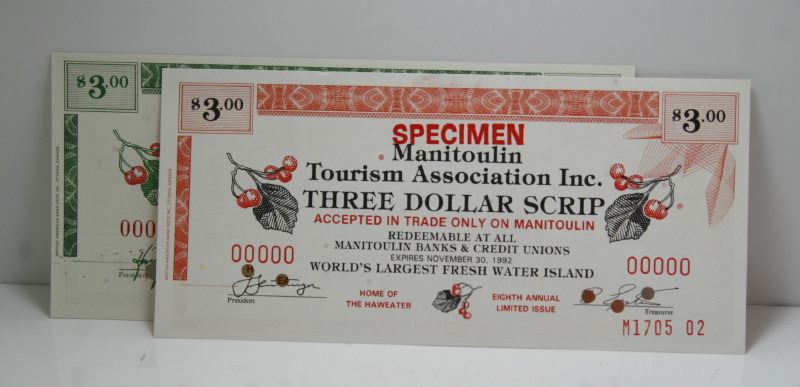 $3.00
000
President
$3.00
$3.00
SPECIMEN
Manitoulin
Tourism Association Inc.
THREE DOLLAR SCRIP
ACCEPTED IN TRADE ONLY ON MANITOULIN
REDEEMABLE AT ALL
MANITOULIN BANKS & CREDIT UNIONS
EXPIRES NOVEMBER 30, 1992
WORLD'S LARGEST FRESH WATER ISLAND
00000
00000
President
HOME OF
THE HAWEATER
EIGHTH ANNUAL
LIMITED ISSUE
Treasurer
M1705 02